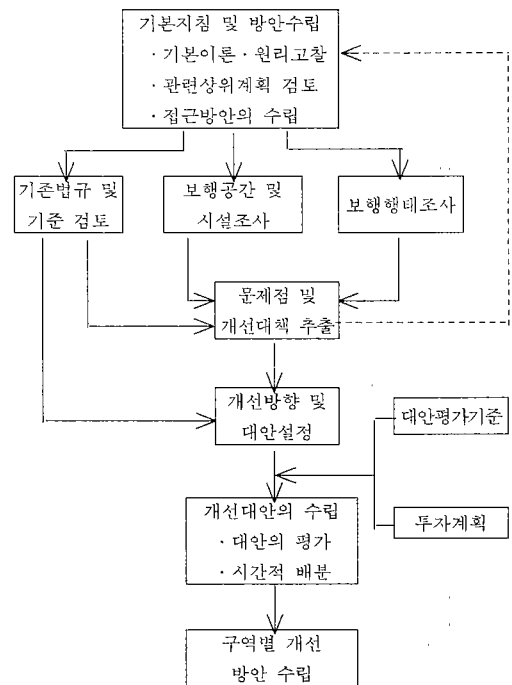 기본지침 및 방안수립
· 기본이론 · 원리고찰
· 관련상위계획 검토
· 접근방안의 수립
기존법규 및
기준 검토
보행공간 및
시설조사
보행행태조사
문제점 및
개선대책 추출
개선방향 및
대안설정
대안평가기준
개선대안의 수립
· 대안의 평가
· 시간적 배분
투자계획
구역별 개선
방안 수립